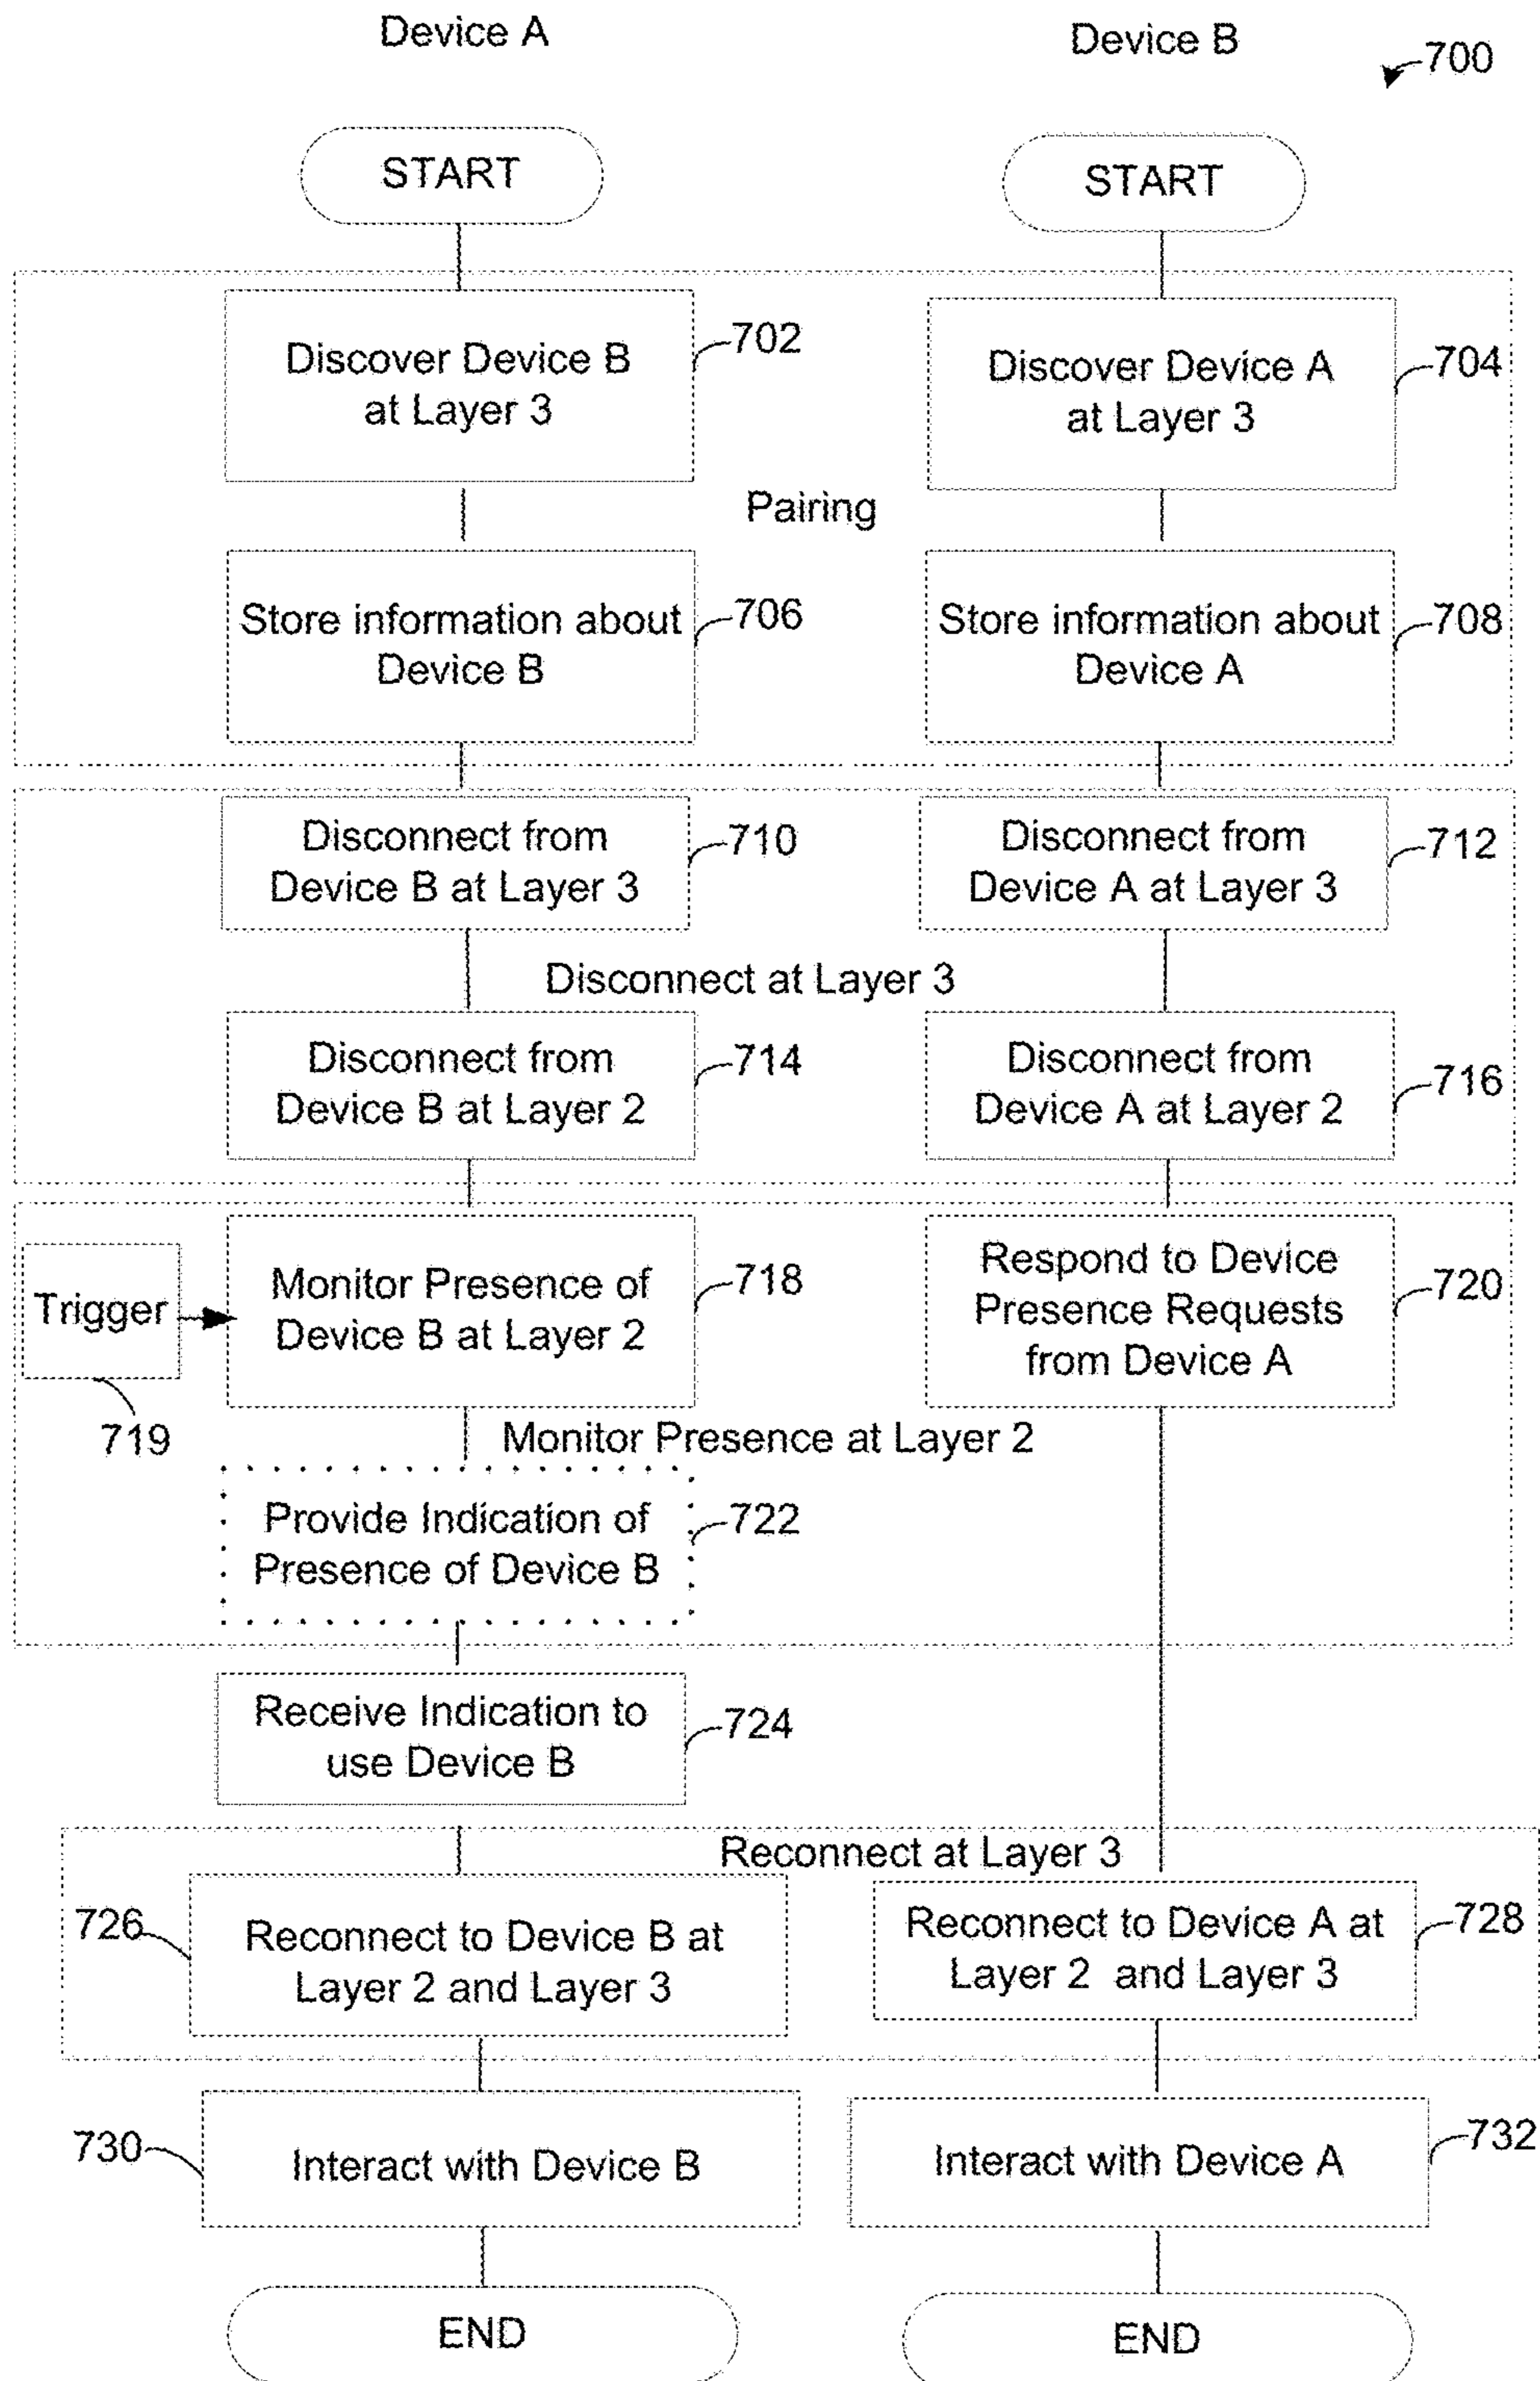 Device A
Device B
700
START
START
Discover Device B
at Layer 3
702
Discover Device A
at Layer 3
704
Pairing
Store information about
Device B
706
Store information about
Device A
708
Disconnect from
Device B at Layer 3
710
Disconnect from
Device A at Layer 3
712
Disconnect at Layer 3
Disconnect from
Device B at Layer 2
714
Disconnect from
Device A at Layer 2
716
Trigger
719
Monitor Presence of
Device B at Layer 2
718
Respond to Device
Presence Requests
from Device A
720
Monitor Presence at Layer 2
Provide Indication of
Presence of Device B
722
Receive Indication to
use Device B
724
Reconnect at Layer 3
726
Reconnect to Device B at
Layer 2 and Layer 3
Reconnect to Device A at
Layer 2 and Layer 3
728
730
Interact with Device B
Interact with Device A
732
END
END